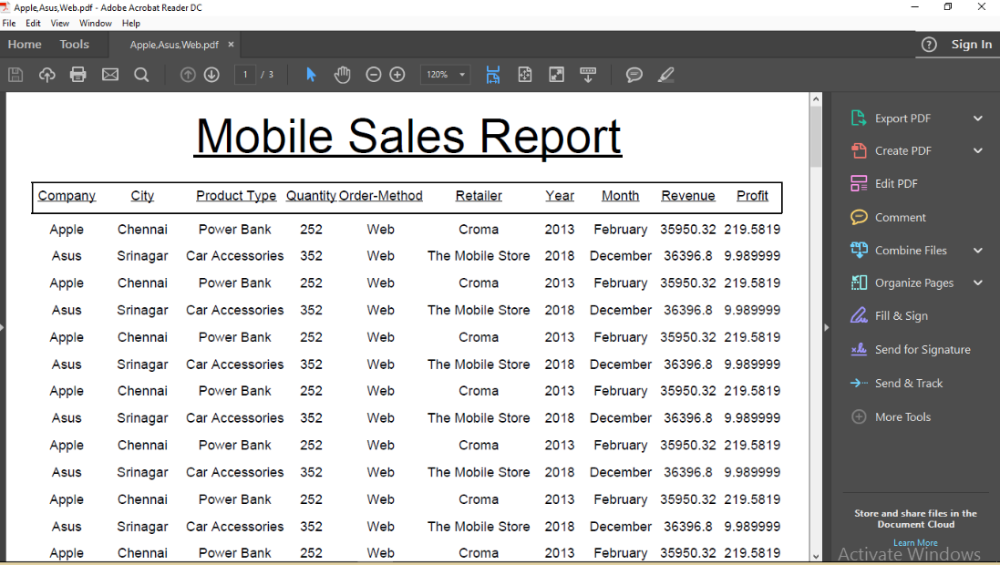 Apple,Asus,Web.pdf - Adobe Acrobat Reader DC
File Edit View Window Help
Home Tools Apple,Asus,Web.pdf × ? Sign In
1 / 3 120%
Mobile Sales Report
Company City Product Type Quantity Order-Method Retailer Year Month Revenue Profit
Apple Chennai Power Bank 252 Web Croma 2013 February 35950.32 219.5819
Asus Srinagar Car Accessories 352 Web The Mobile Store 2018 December 36396.8 9.989999
Apple Chennai Power Bank 252 Web Croma 2013 February 35950.32 219.5819
Asus Srinagar Car Accessories 352 Web The Mobile Store 2018 December 36396.8 9.989999
Apple Chennai Power Bank 252 Web Croma 2013 February 35950.32 219.5819
Asus Srinagar Car Accessories 352 Web The Mobile Store 2018 December 36396.8 9.989999
Apple Chennai Power Bank 252 Web Croma 2013 February 35950.32 219.5819
Asus Srinagar Car Accessories 352 Web The Mobile Store 2018 December 36396.8 9.989999
Apple Chennai Power Bank 252 Web Croma 2013 February 35950.32 219.5819
Asus Srinagar Car Accessories 352 Web The Mobile Store 2018 December 36396.8 9.989999
Apple Chennai Power Bank 252 Web Croma 2013 February 35950.32 219.5819
Asus Srinagar Car Accessories 352 Web The Mobile Store 2018 December 36396.8 9.989999
Apple Chennai Power Bank 252 Web Croma 2013 February 35950.32 219.5819
Export PDF
Create PDF
Edit PDF
Comment
Combine Files
Organize Pages
Fill & Sign
Send for Signature
Send & Track
More Tools
Store and share files in the
Document Cloud
Learn More
Activate Windows